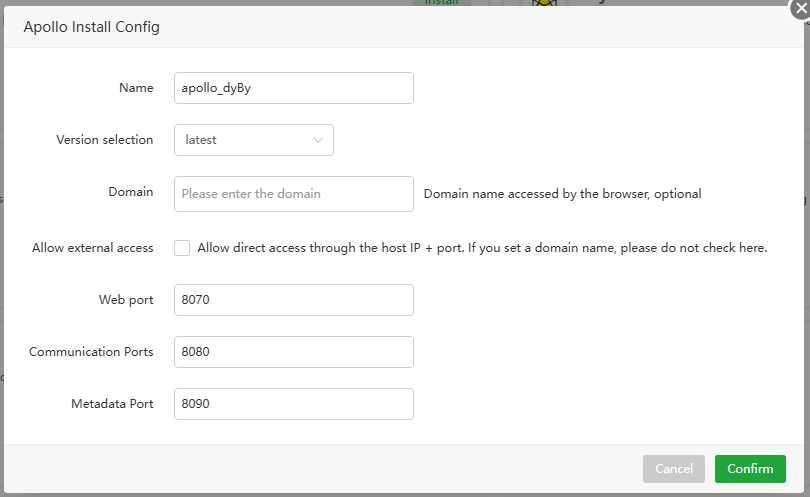 Install
Apollo Install Config
Name
apollo_dyBy
Version selection
latest
Domain
Please enter the domain
Domain name accessed by the browser, optional
Allow external access
Allow direct access through the host IP + port. If you set a domain name, please do not check here.
Web port
8070
Communication Ports
8080
Metadata Port
8090
Cancel
Confirm